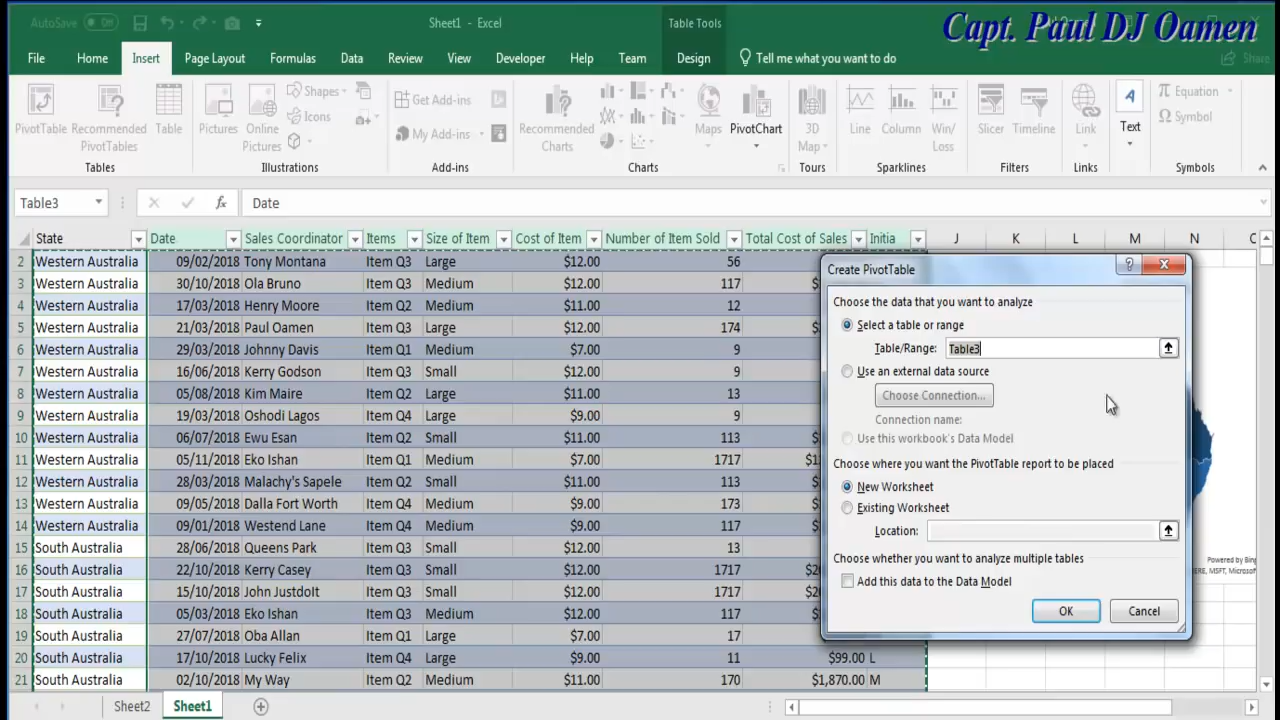 AutoSave Off
Sheet1 - Excel
Table Tools
Capt. Paul DJ Oamen
File Home Insert Page Layout Formulas Data Review View Developer Help Team Design Tell me what you want to do Share
PivotTable Recommended PivotTables Table Pictures Online Pictures Shapes Icons Get Add-ins My Add-ins Recommended Charts Maps PivotChart 3D Map Line Column Win/Loss Slicer Timeline Link Text Equation Symbol
Tables Illustrations Add-ins Charts Tours Sparklines Filters Links Symbols
Table3 fx Date
State Date Sales Coordinator Items Size of Item Cost of Item Number of Item Sold Total Cost of Sales Initia J K L M N
2 Western Australia 09/02/2018 Tony Montana Item Q3 Large $12.00 56
3 Western Australia 30/10/2018 Ola Bruno Item Q3 Medium $12.00 117
4 Western Australia 17/03/2018 Henry Moore Item Q2 Medium $11.00 12
5 Western Australia 21/03/2018 Paul Oamen Item Q3 Large $12.00 174
6 Western Australia 29/03/2018 Johnny Davis Item Q1 Medium $7.00 9
7 Western Australia 16/06/2018 Kerry Godson Item Q3 Small $12.00 9
8 Western Australia 05/08/2018 Kim Maire Item Q2 Large $11.00 13
9 Western Australia 19/03/2018 Oshodi Lagos Item Q4 Large $9.00 9
10 Western Australia 06/07/2018 Ewu Esan Item Q2 Small $11.00 113
11 Western Australia 05/11/2018 Eko Ishan Item Q1 Medium $7.00 1717
12 Western Australia 28/03/2018 Malachy's Sapele Item Q2 Small $11.00 113
13 Western Australia 09/05/2018 Dalla Fort Worth Item Q4 Medium $9.00 173
14 Western Australia 09/01/2018 Westend Lane Item Q4 Medium $9.00 117
15 South Australia 28/06/2018 Queens Park Item Q3 Small $12.00 13
16 South Australia 22/10/2018 Kerry Casey Item Q3 Small $12.00 1717
17 South Australia 15/10/2018 John JustdoIt Item Q3 Small $12.00 1717
18 South Australia 05/03/2018 Eko Ishan Item Q3 Medium $12.00 117
19 South Australia 27/07/2018 Oba Allan Item Q1 Large $7.00 17
20 South Australia 17/10/2018 Lucky Felix Item Q4 Large $9.00 11 $99.00 L
21 South Australia 02/10/2018 My Way Item Q2 Medium $11.00 170 $1,870.00 M
Create PivotTable
Choose the data that you want to analyze
Select a table or range
Table/Range: Table3
Use an external data source
Choose Connection...
Connection name:
Use this workbook's Data Model
Choose where you want the PivotTable report to be placed
New Worksheet
Existing Worksheet
Location:
Choose whether you want to analyze multiple tables
Add this data to the Data Model
OK Cancel
Powered by Bing
HERE, MSFT, Microsoft
Sheet2 Sheet1